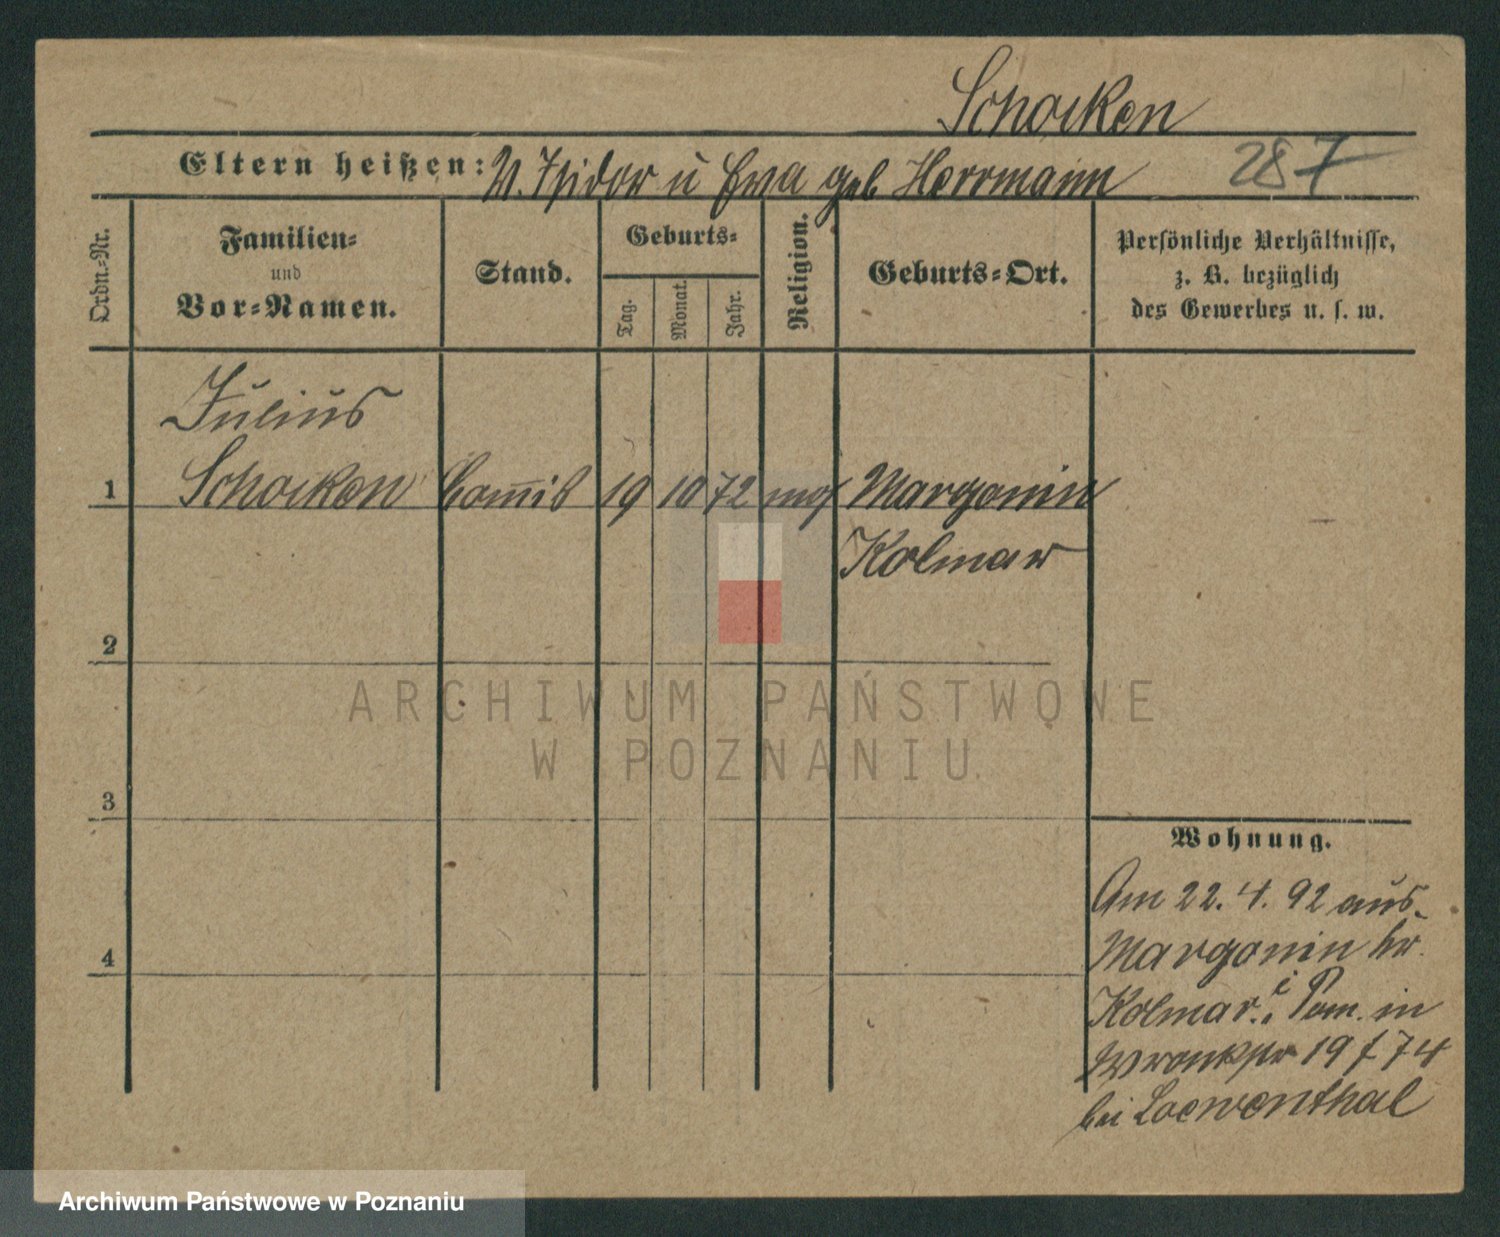 Schocken
Eltern heißen: V. Isidor u Ewa geb Herrmann 287
Ordn.-Nr.
Familien-
und
Vor-Namen.
Stand.
Geburts-
Tag.
Monat.
Jahr.
Religion.
Geburts-Ort.
Persönliche Verhältnisse,
z. B. bezüglich
des Gewerbes u. s. w.
Julius
1 Schocken Commis 19 10 72 mos Margonin
Kolmar
2
3
4
Wohnung.
Am 22. 4. 92 aus
Margonin Kr.
Kolmar i Pom. in
Wronkstr 19 74
bei Loewenthal
ARCHIWUM PAŃSTWOWE
W POZNANIU
Archiwum Państwowe w Poznaniu